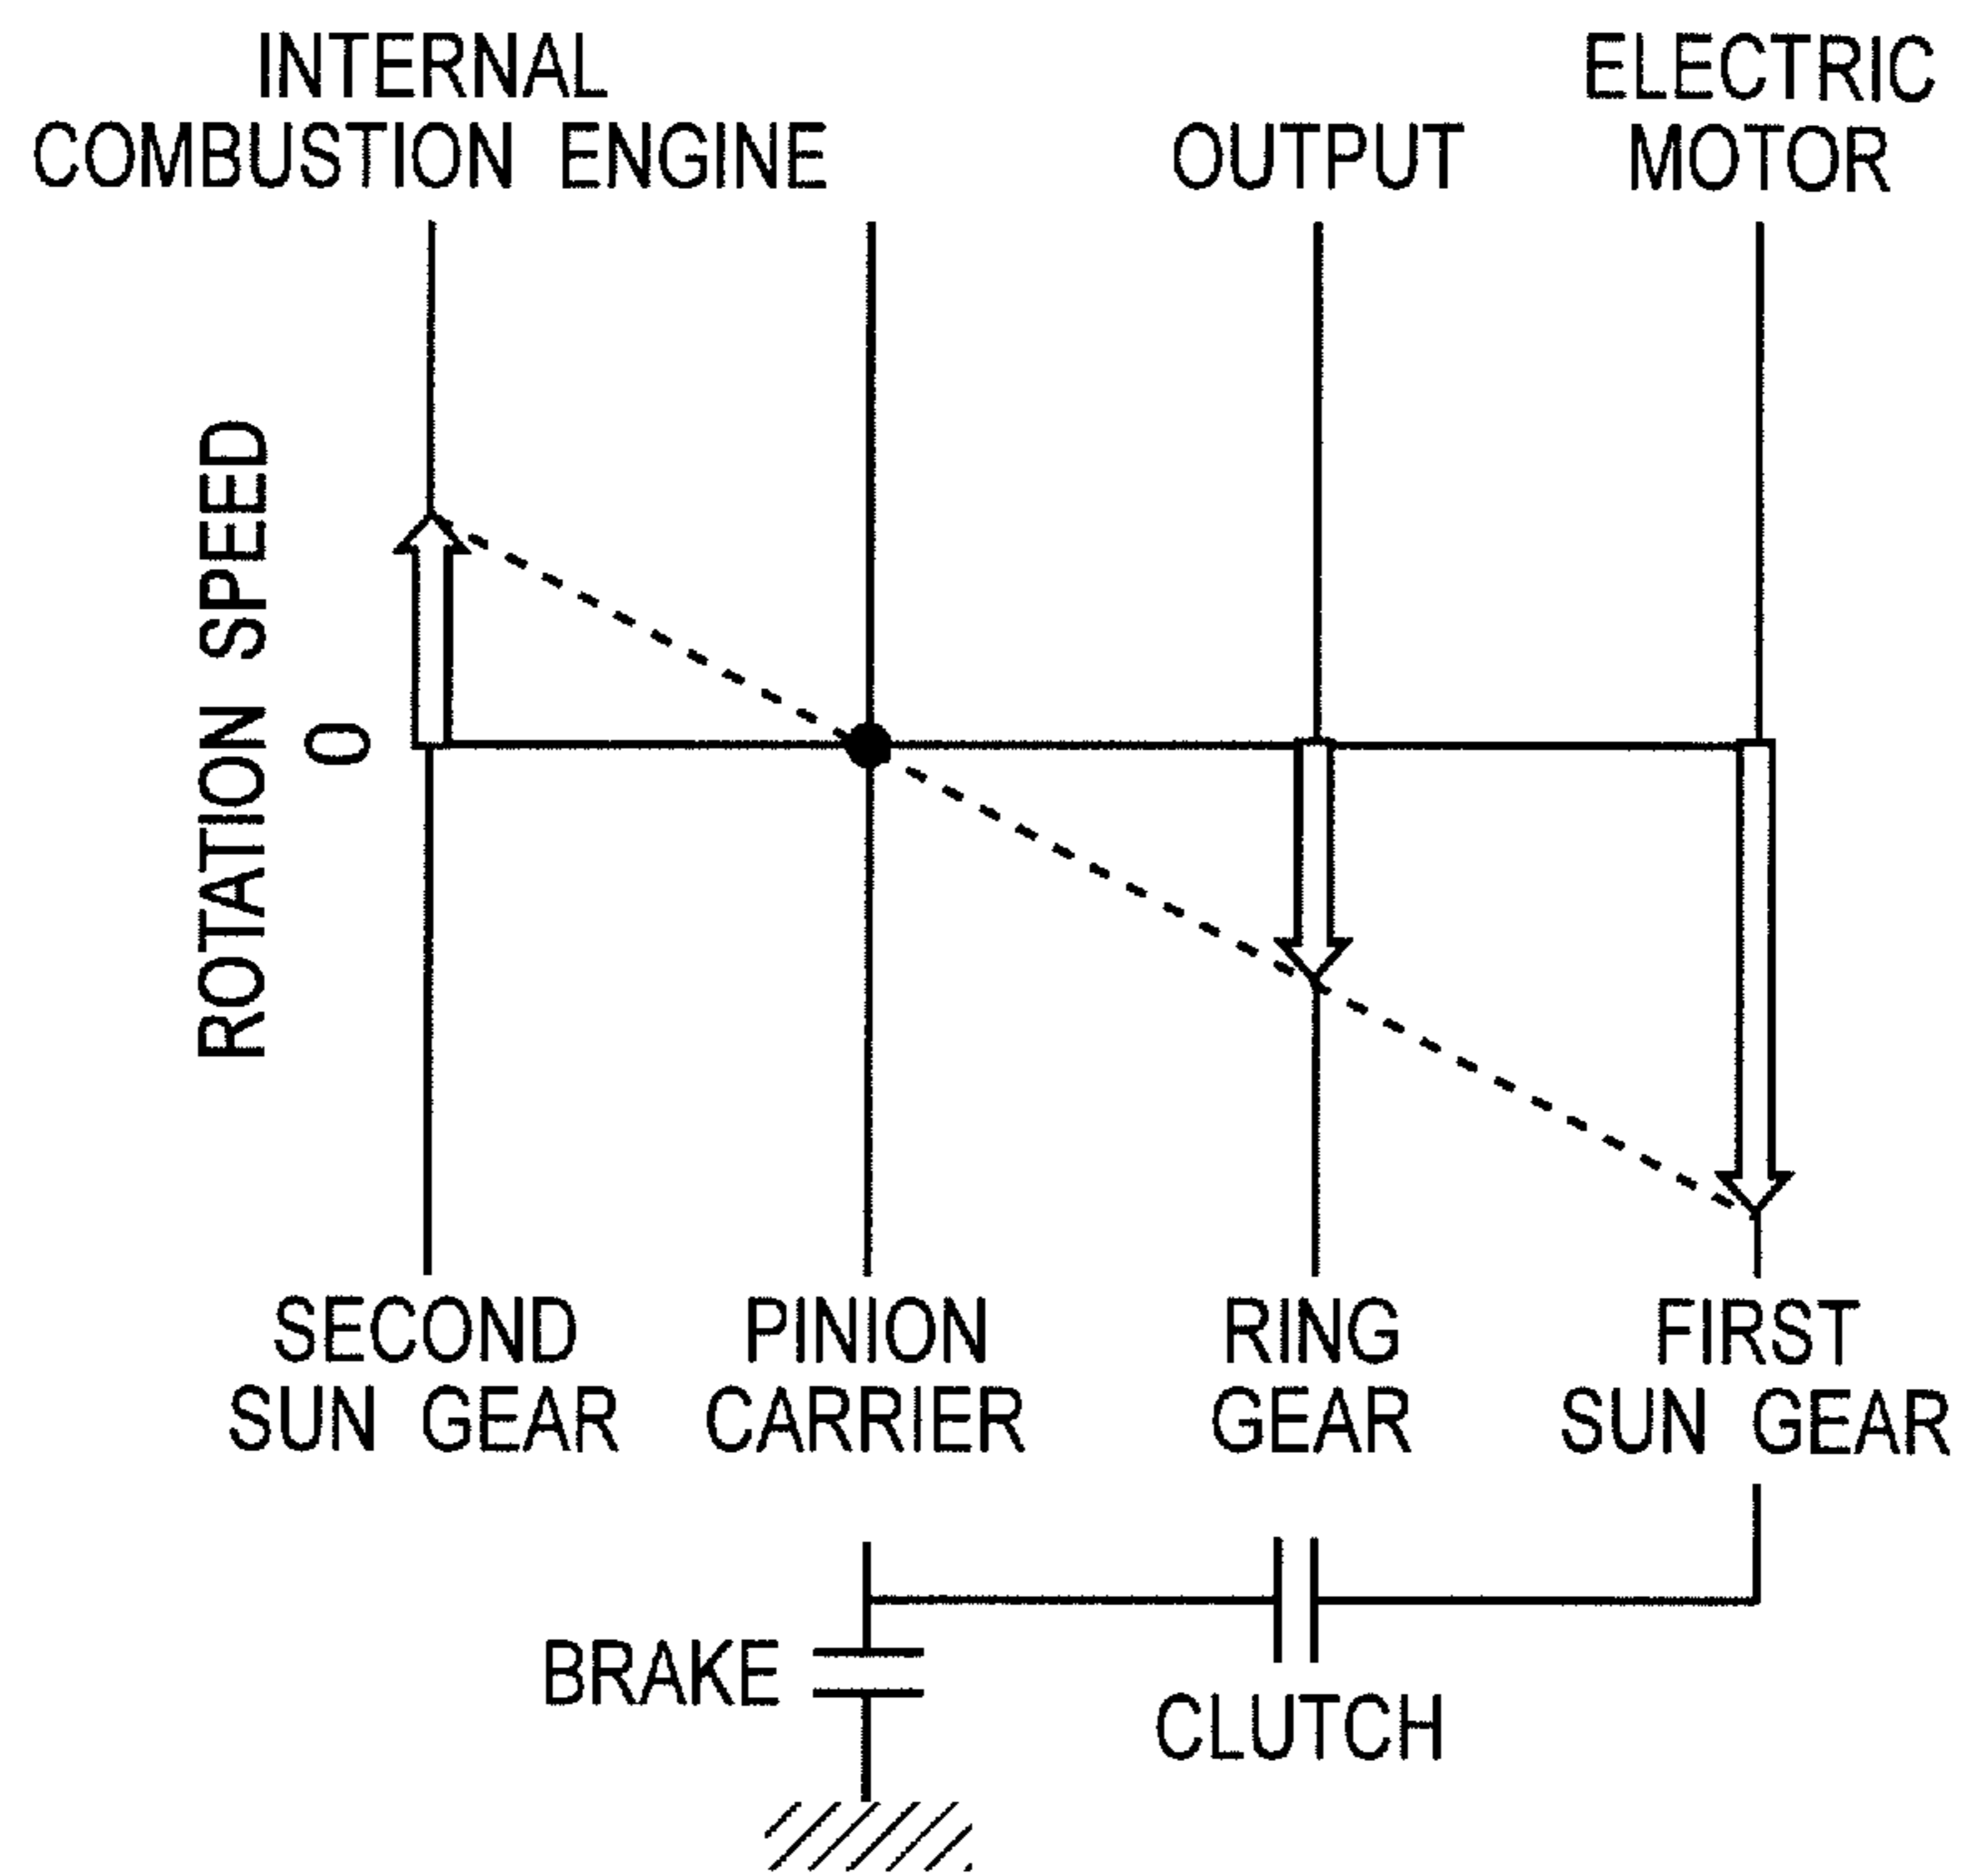 INTERNAL
COMBUSTION ENGINE
OUTPUT
ELECTRIC
MOTOR
ROTATION SPEED
0
SECOND
SUN GEAR
PINION
CARRIER
RING
GEAR
FIRST
SUN GEAR
BRAKE
CLUTCH